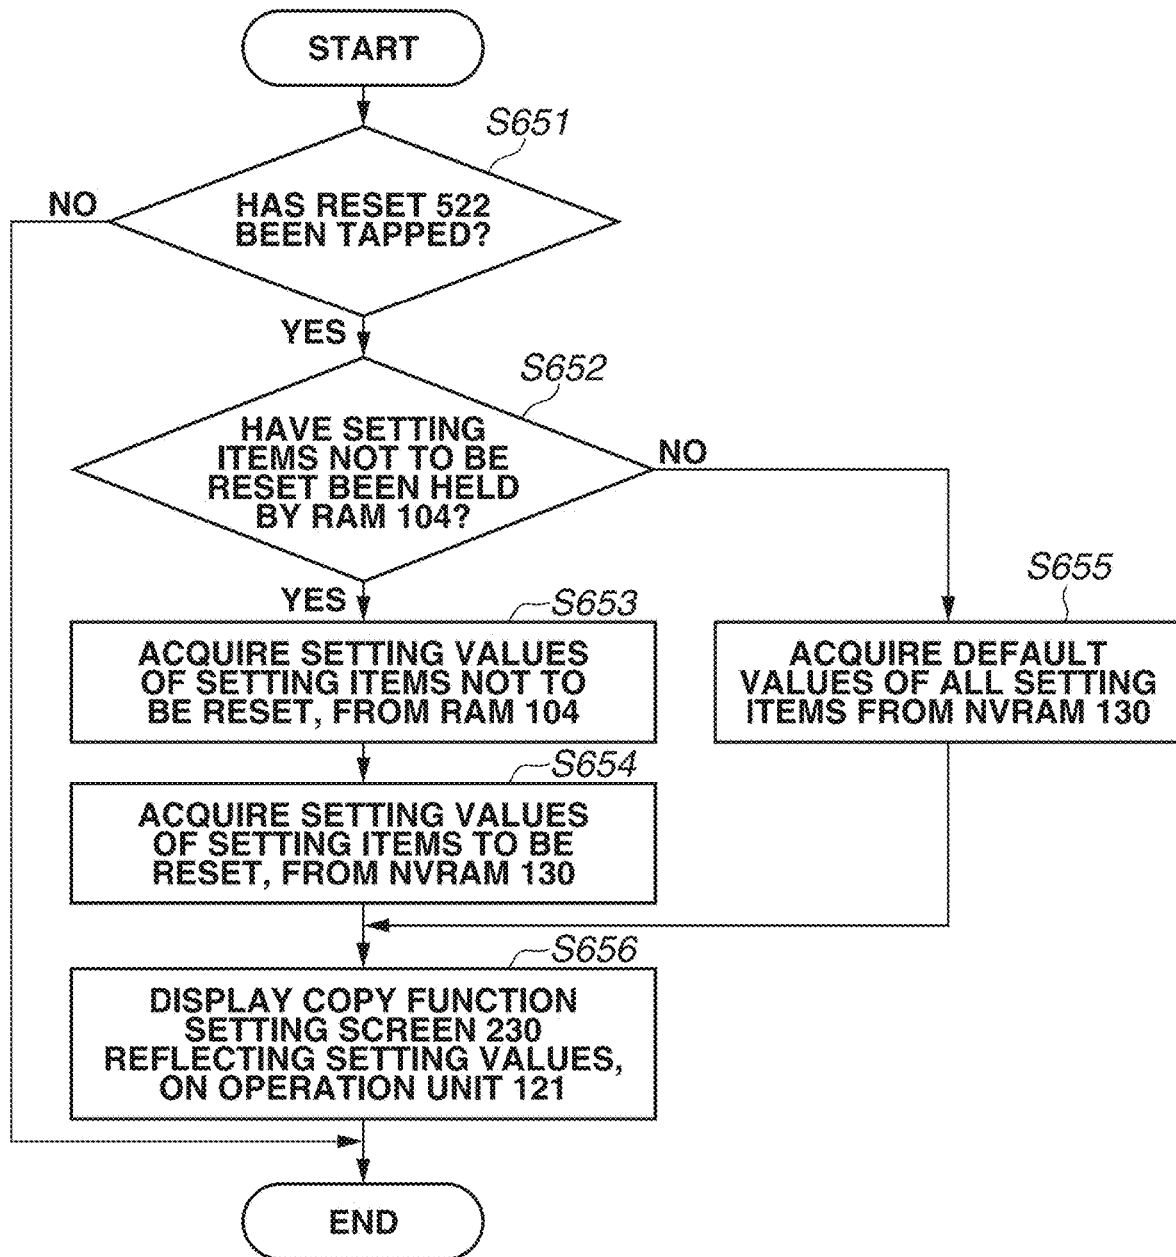 START
S651
NO
HAS RESET 522
BEEN TAPPED?
YES
S652
HAVE SETTING
ITEMS NOT TO BE
RESET BEEN HELD
BY RAM 104?
NO
YES
S653
ACQUIRE SETTING VALUES
OF SETTING ITEMS NOT TO
BE RESET, FROM RAM 104
S655
ACQUIRE DEFAULT
VALUES OF ALL SETTING
ITEMS FROM NVRAM 130
S654
ACQUIRE SETTING VALUES
OF SETTING ITEMS TO BE
RESET, FROM NVRAM 130
S656
DISPLAY COPY FUNCTION
SETTING SCREEN 230
REFLECTING SETTING VALUES,
ON OPERATION UNIT 121
END